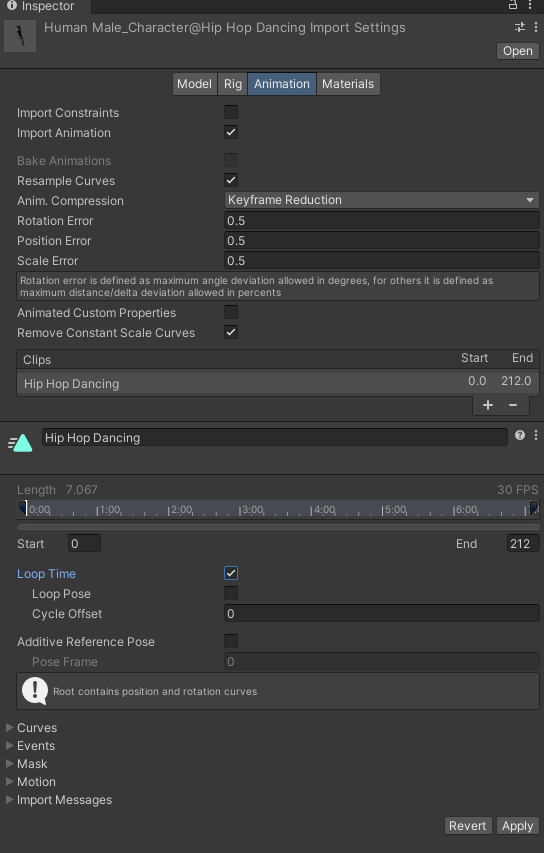 Inspector
Human Male_Character@Hip Hop Dancing Import Settings
Open
Model Rig Animation Materials
Import Constraints
Import Animation
Bake Animations
Resample Curves
Anim. Compression Keyframe Reduction
Rotation Error 0.5
Position Error 0.5
Scale Error 0.5
Rotation error is defined as maximum angle deviation allowed in degrees, for others it is defined as
maximum distance/delta deviation allowed in percents
Animated Custom Properties
Remove Constant Scale Curves
Clips Start End
Hip Hop Dancing 0.0 212.0
+ −
Hip Hop Dancing
Length 7.067 30 FPS
0:00 1:00 2:00 3:00 4:00 5:00 6:00
Start 0 End 212
Loop Time
Loop Pose
Cycle Offset 0
Additive Reference Pose
Pose Frame 0
Root contains position and rotation curves
Curves
Events
Mask
Motion
Import Messages
Revert Apply